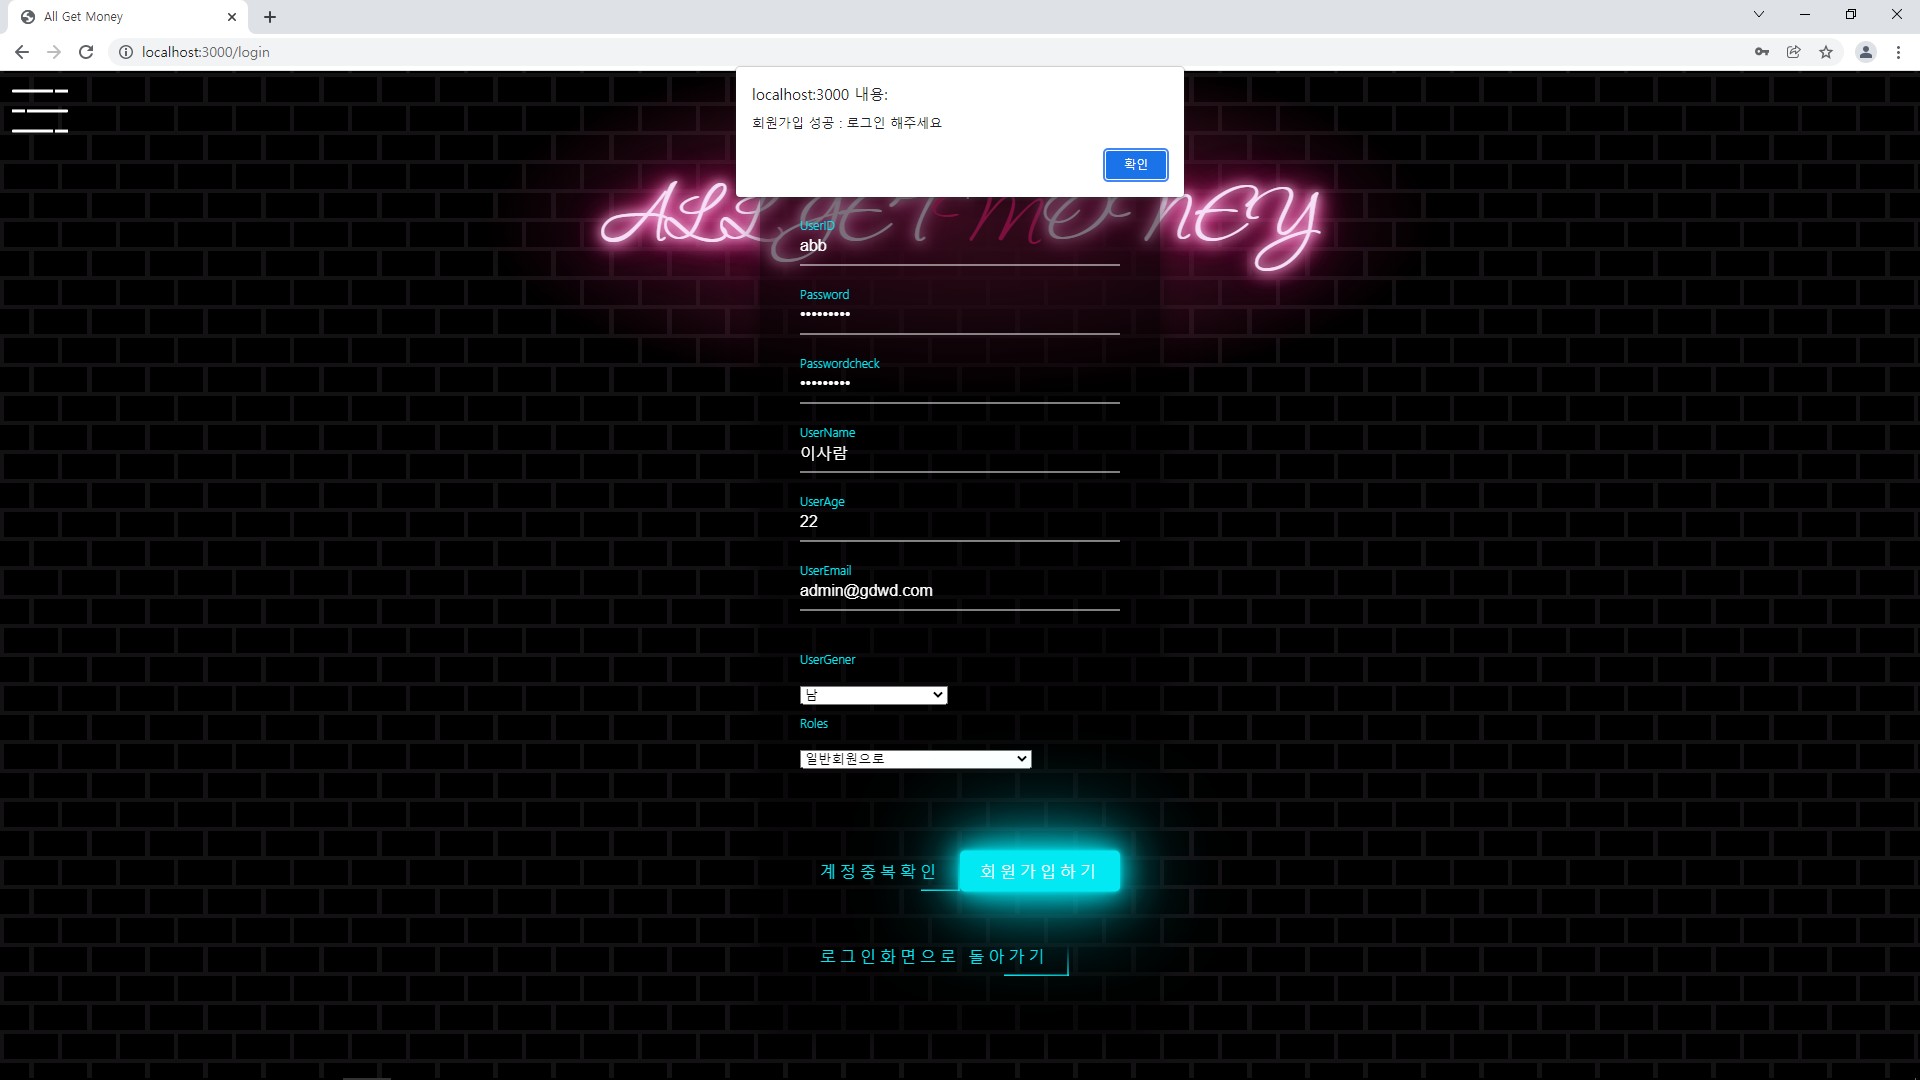 All Get Money
localhost:3000/login
localhost:3000 내용:
회원가입 성공 : 로그인 해주세요
확인
ALL GET MONEY
UserID
abb
Password
•••••••••
Passwordcheck
•••••••••
UserName
이사람
UserAge
22
UserEmail
admin@gdwd.com
UserGener
남
Roles
일반회원으로
계정중복확인 회원가입하기
로그인화면으로 돌아가기